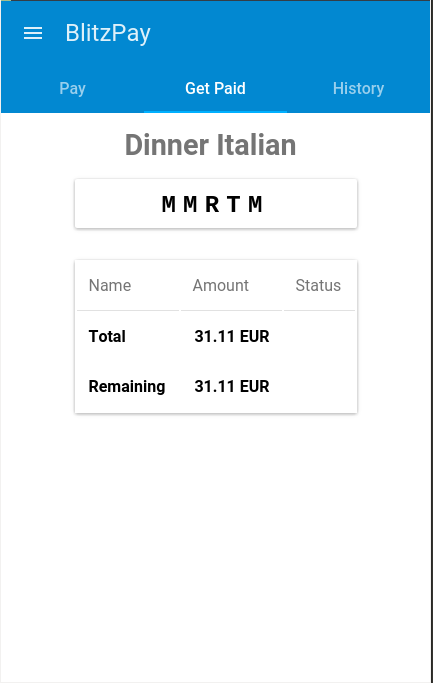 BlitzPay
Pay Get Paid History
Dinner Italian
MMRTM
Name Amount Status
Total 31.11 EUR
Remaining 31.11 EUR